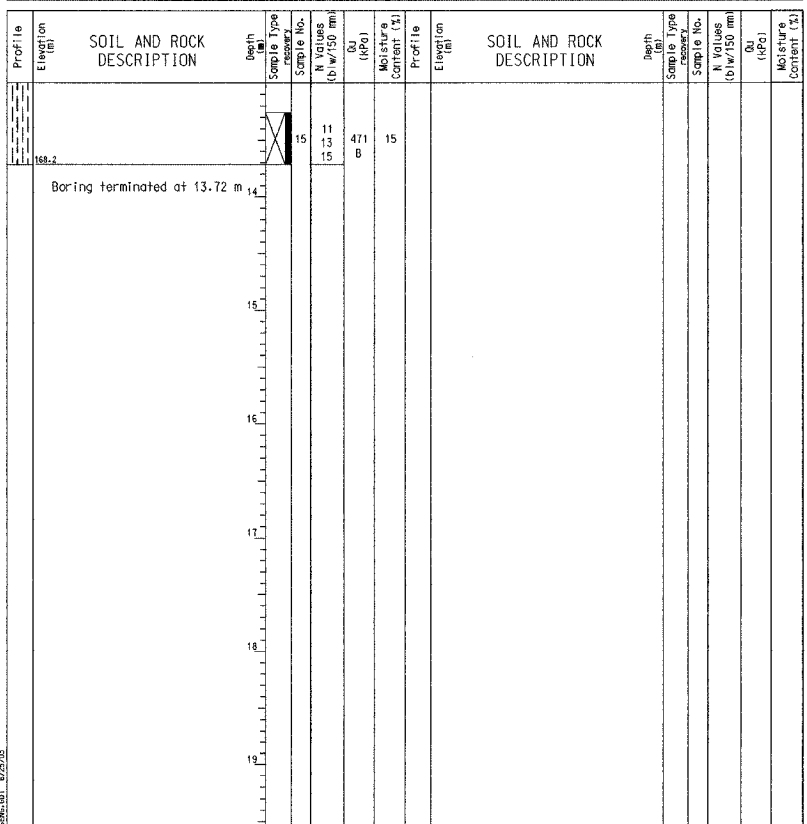 Profile
Elevation
(m)
SOIL AND ROCK
DESCRIPTION
Depth
(m)
Sample Type
recovery
Sample No.
N Values
(blw/150 mm)
Qu
(kPa)
Moisture
Content (%)
Profile
Elevation
(m)
SOIL AND ROCK
DESCRIPTION
Depth
(m)
Sample Type
recovery
Sample No.
N Values
(blw/150 mm)
Qu
(kPa)
Moisture
Content (%)
15
11
13
15
471
B
15
168.2
Boring terminated at 13.72 m
14
15
16
17
18
19